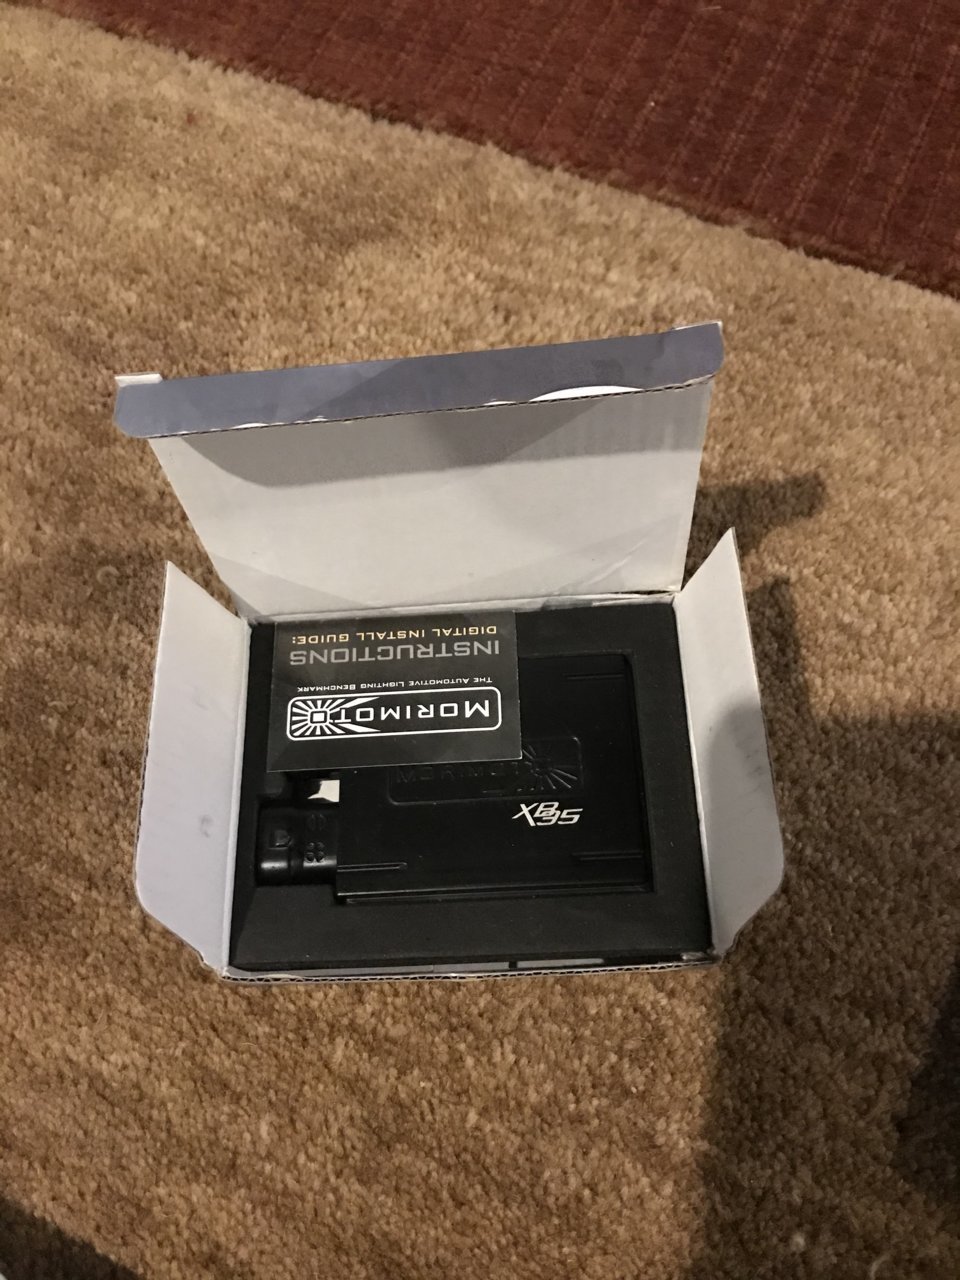 MORIMOTO
THE AUTOMOTIVE LIGHTING BENCHMARK
INSTRUCTIONS
DIGITAL INSTALL GUIDE:
XB35